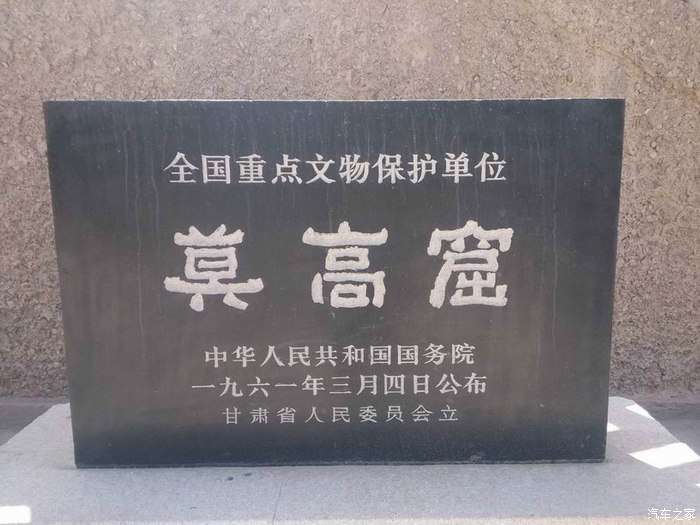 全国重点文物保护单位
莫高窟
中华人民共和国国务院
一九六一年三月四日公布
甘肃省人民委员会立
汽车之家